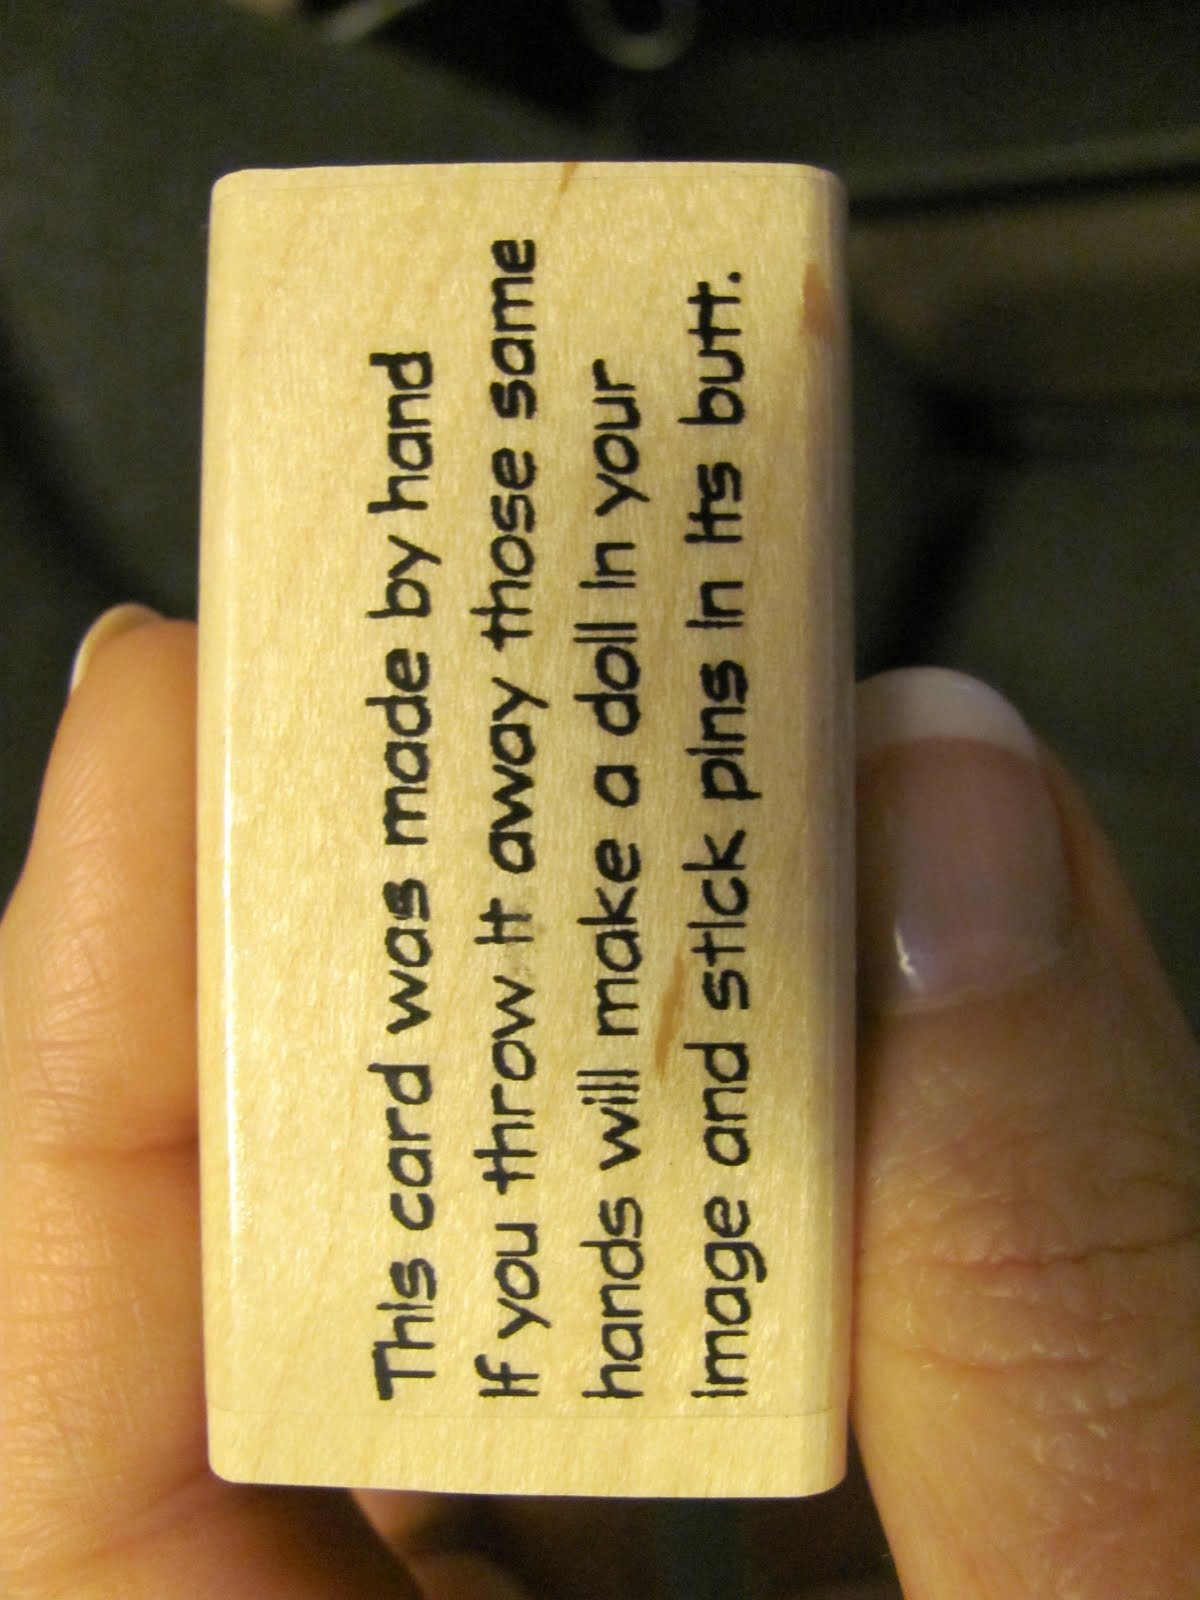 This card was made by hand
If you throw it away those same
hands will make a doll in your
image and stick pins in its butt.